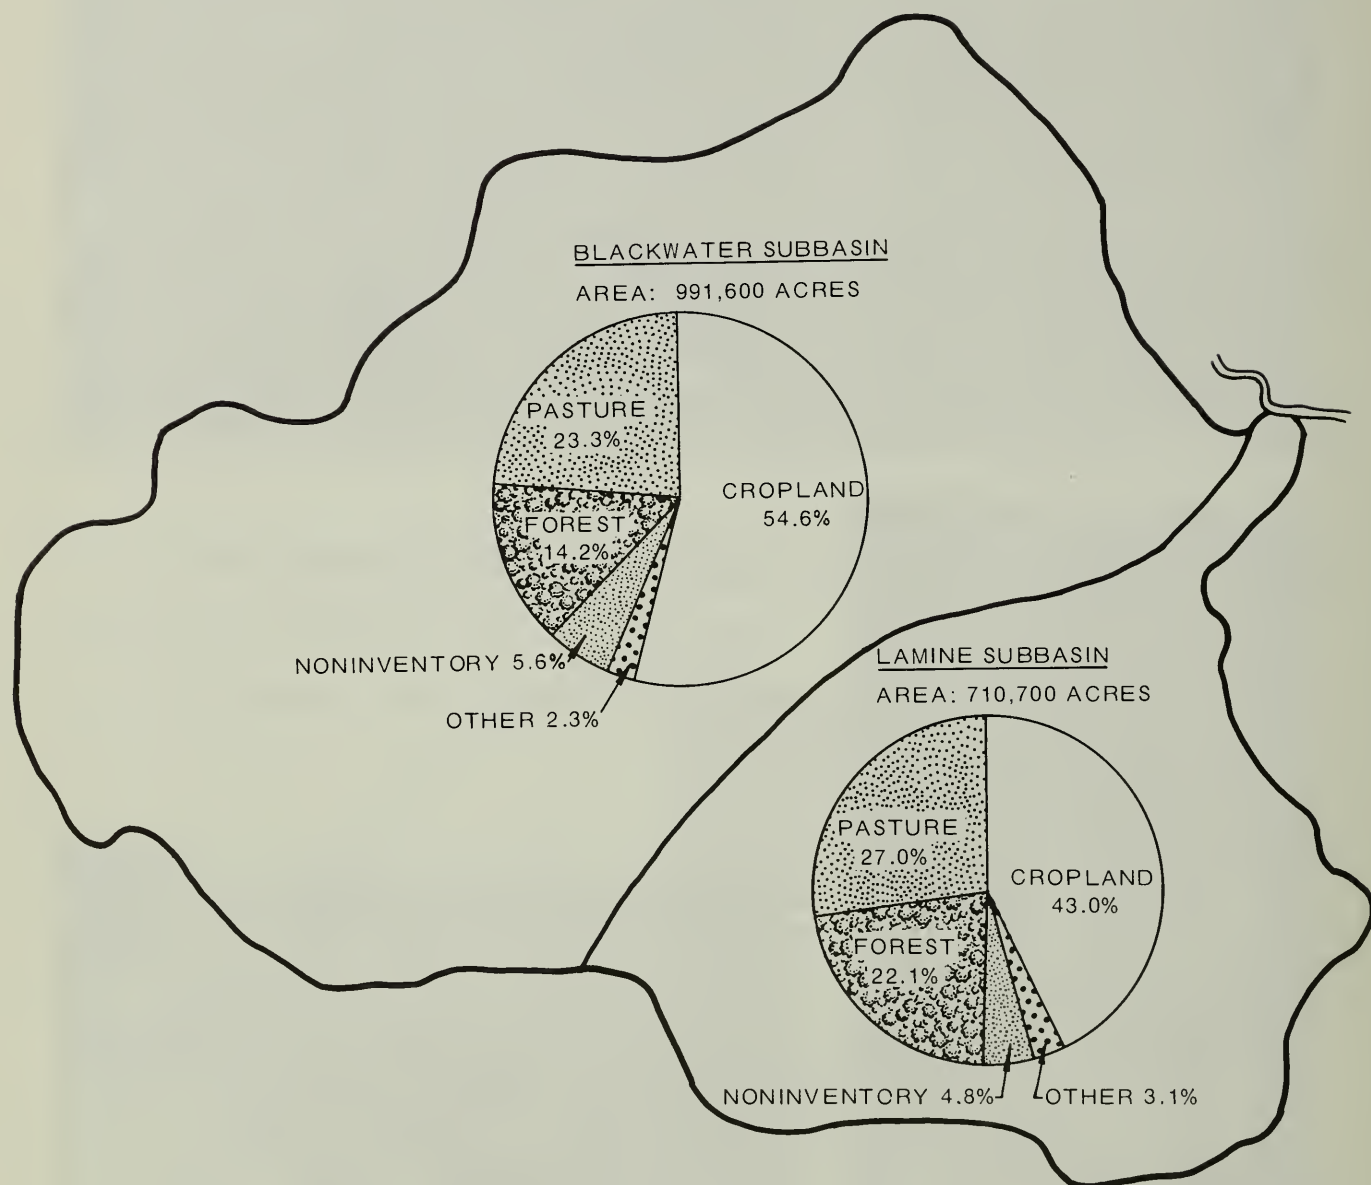 BLACKWATER SUBBASIN
AREA: 991,600 ACRES
PASTURE
23.3%
CROPLAND
54.6%
FOREST
14.2%
NONINVENTORY 5.6%
OTHER 2.3%
LAMINE SUBBASIN
AREA: 710,700 ACRES
PASTURE
27.0%
CROPLAND
43.0%
FOREST
22.1%
NONINVENTORY 4.8%
OTHER 3.1%